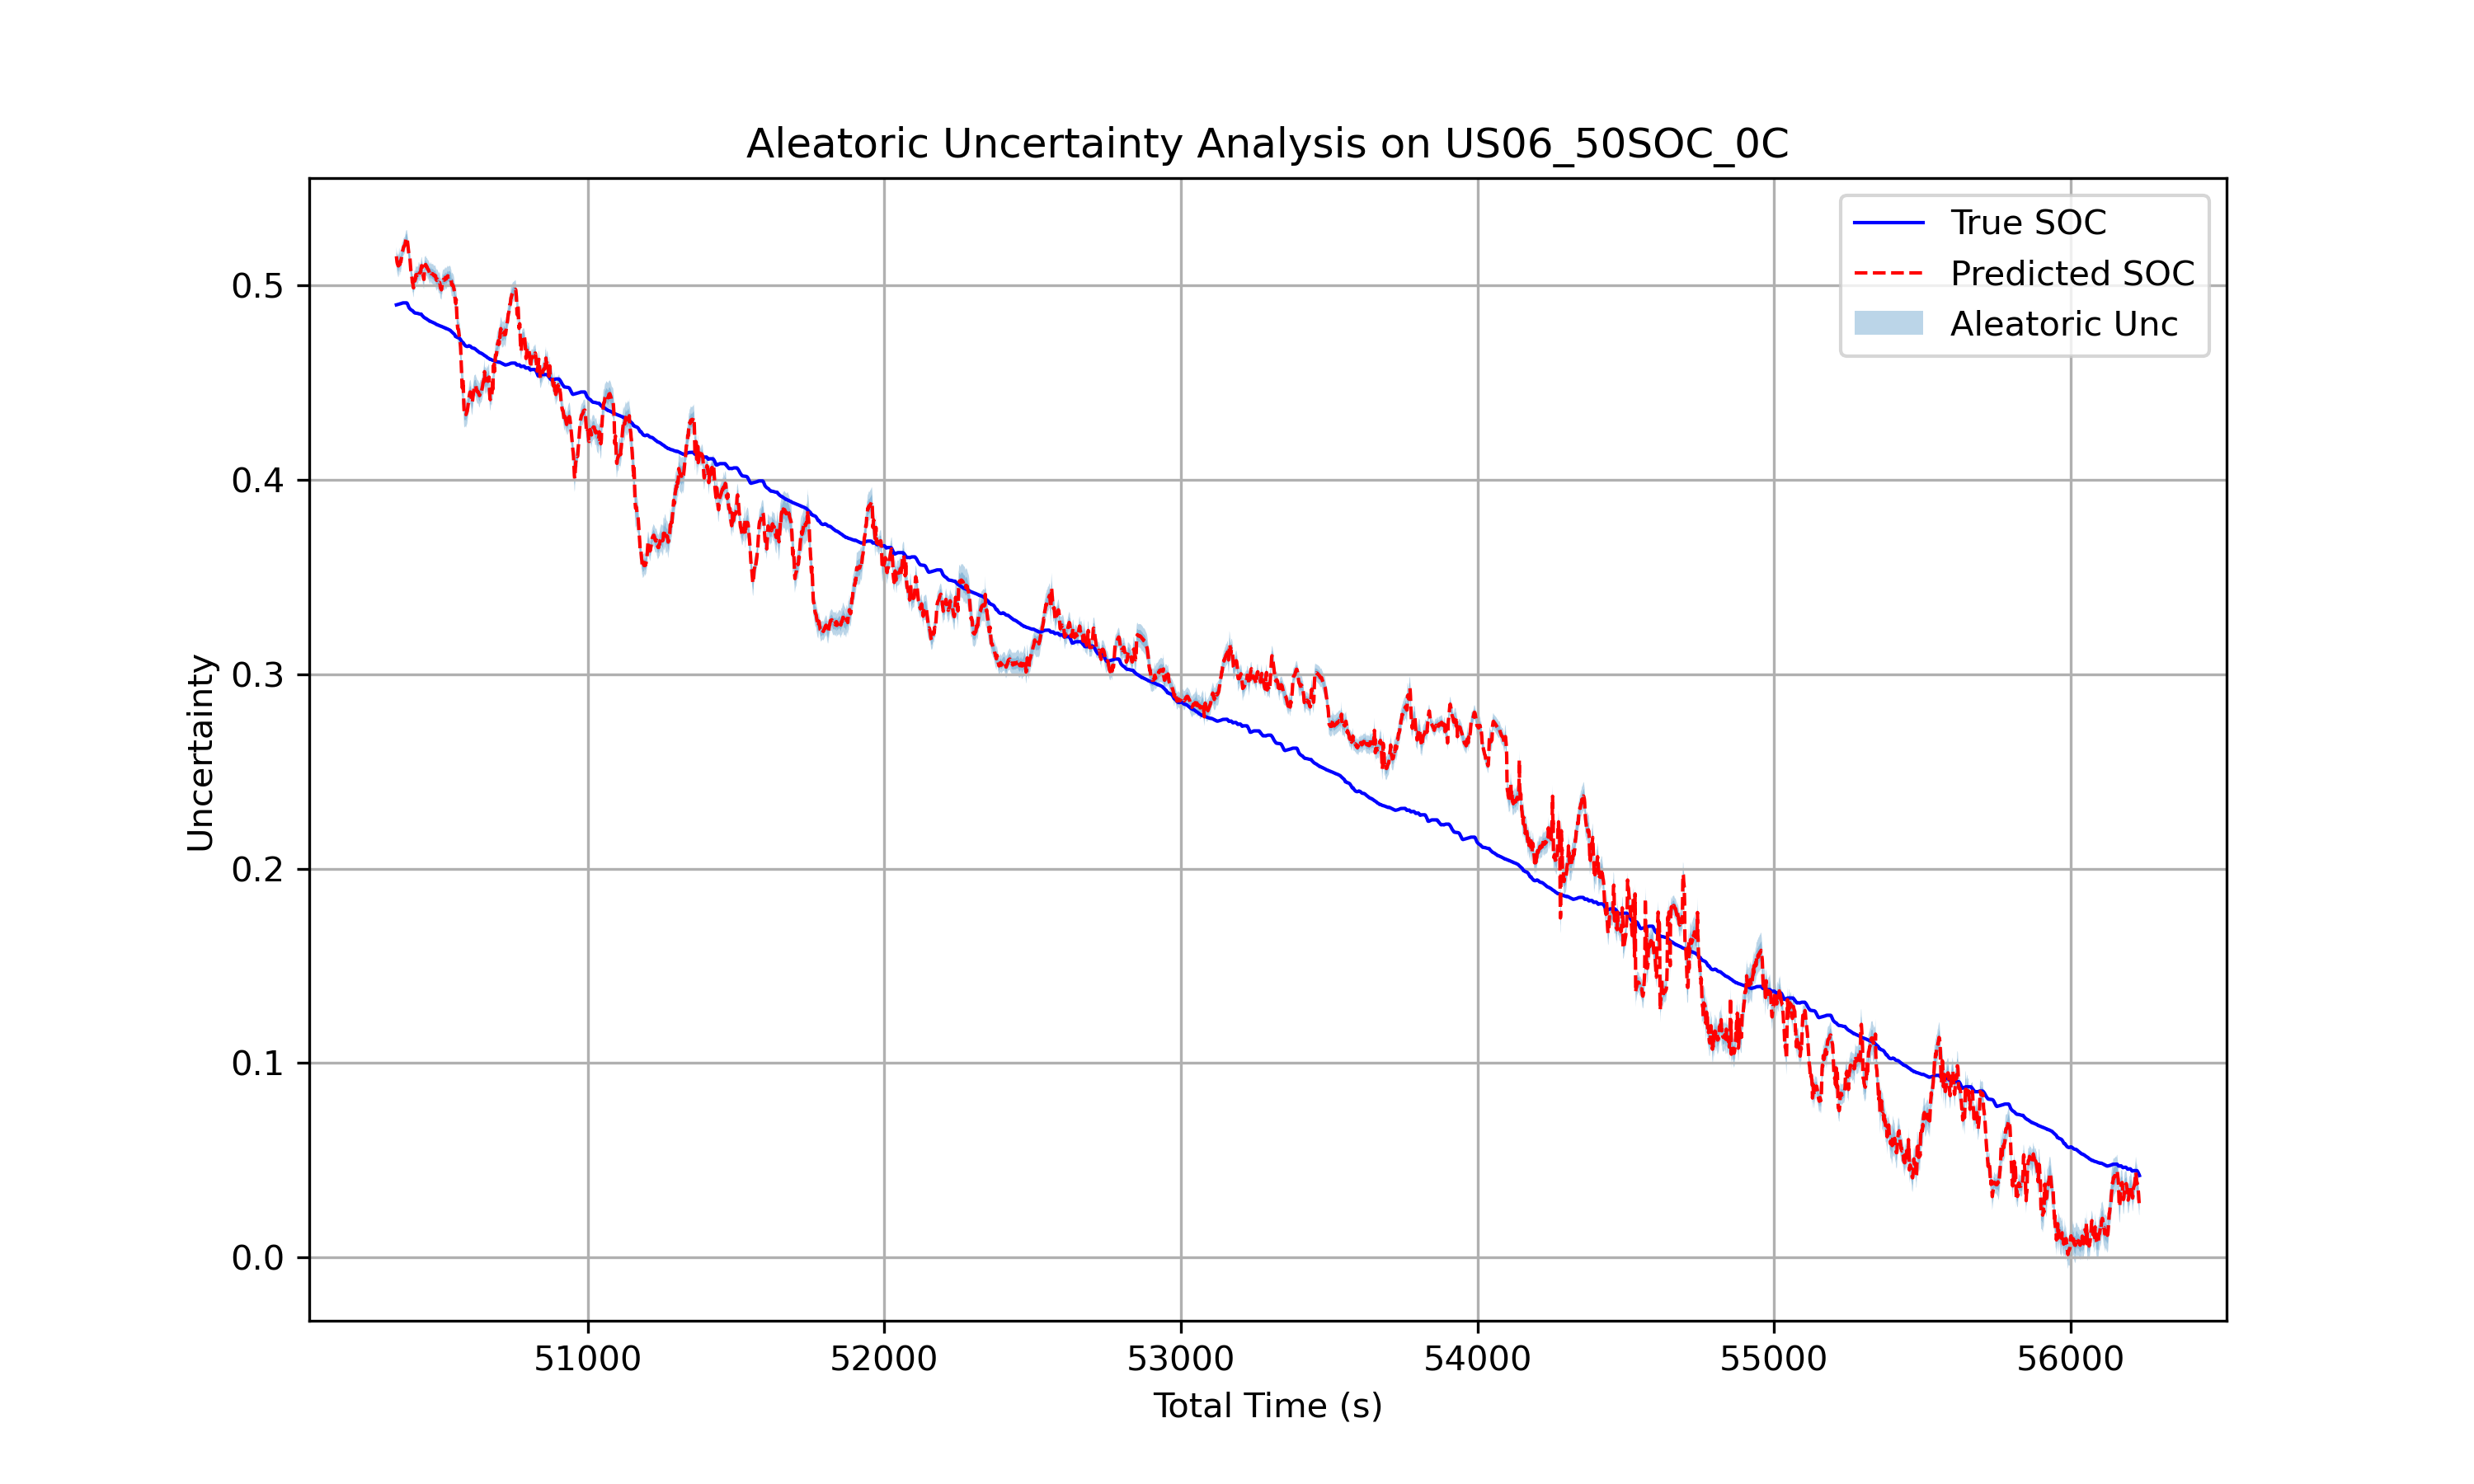 Aleatoric Uncertainty Analysis on US06_50SOC_0C
True SOC
Predicted SOC
Aleatoric Unc
Uncertainty
0.5
0.4
0.3
0.2
0.1
0.0
51000 52000 53000 54000 55000 56000
Total Time (s)